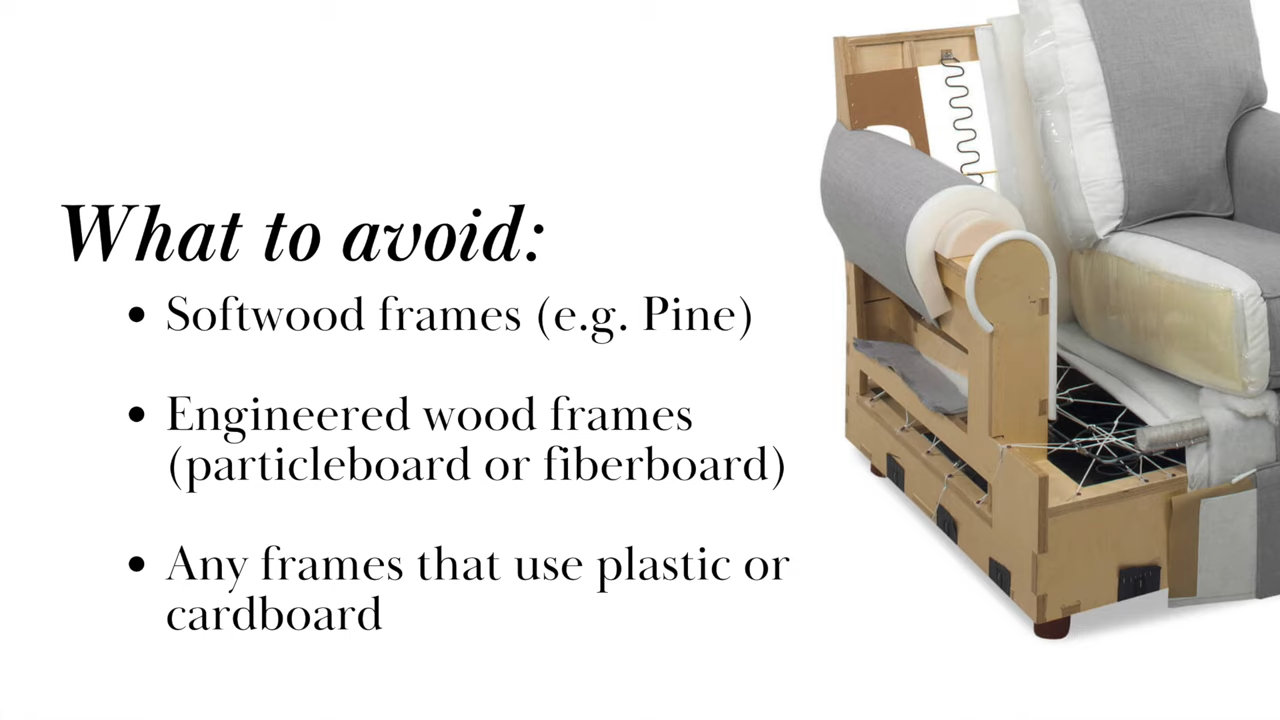 What to avoid:
• Softwood frames (e.g. Pine)
• Engineered wood frames
(particleboard or fiberboard)
• Any frames that use plastic or
cardboard